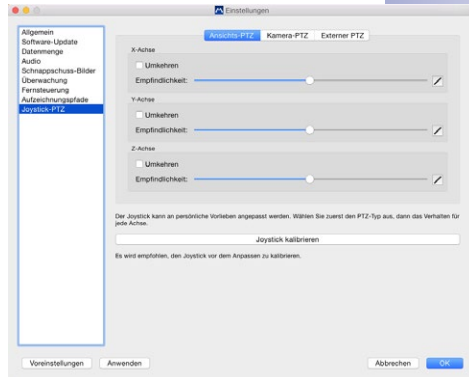 Einstellungen
Allgemein
Software-Update
Datenmenge
Audio
Schnappschuss-Bilder
Überwachung
Fernsteuerung
Aufzeichnungspfade
Joystick-PTZ
Ansichts-PTZ Kamera-PTZ Externer PTZ
X-Achse
Umkehren
Empfindlichkeit:
Y-Achse
Umkehren
Empfindlichkeit:
Z-Achse
Umkehren
Empfindlichkeit:
Der Joystick kann an persönliche Vorlieben angepasst werden. Wählen Sie zuerst den PTZ-Typ aus, dann das Verhalten für
jede Achse.
Joystick kalibrieren
Es wird empfohlen, den Joystick vor dem Anpassen zu kalibrieren.
Voreinstellungen Anwenden Abbrechen OK